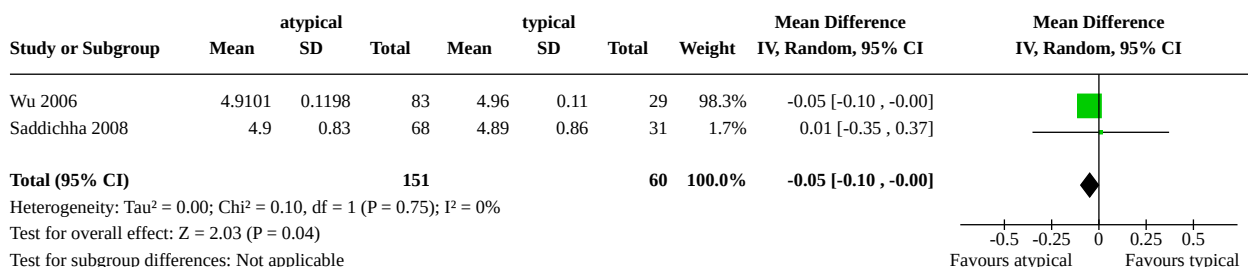 atypical typical Mean Difference Mean Difference
Study or Subgroup Mean SD Total Mean SD Total Weight IV, Random, 95% CI IV, Random, 95% CI
Wu 2006 4.9101 0.1198 83 4.96 0.11 29 98.3% -0.05 [-0.10 , -0.00]
Saddichha 2008 4.9 0.83 68 4.89 0.86 31 1.7% 0.01 [-0.35 , 0.37]
Total (95% CI) 151 60 100.0% -0.05 [-0.10 , -0.00]
Heterogeneity: Tau² = 0.00; Chi² = 0.10, df = 1 (P = 0.75); I² = 0%
Test for overall effect: Z = 2.03 (P = 0.04)
-0.5 -0.25 0 0.25 0.5
Test for subgroup differences: Not applicable
Favours atypical Favours typical